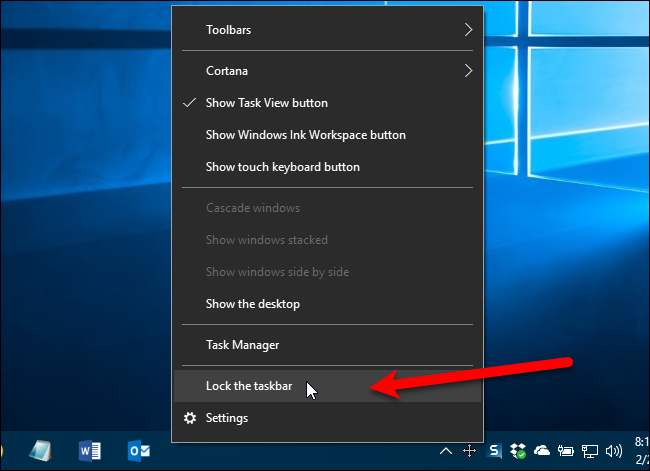 Toolbars
Cortana
Show Task View button
Show Windows Ink Workspace button
Show touch keyboard button
Cascade windows
Show windows stacked
Show windows side by side
Show the desktop
Task Manager
Lock the taskbar
Settings
8:1
2/2